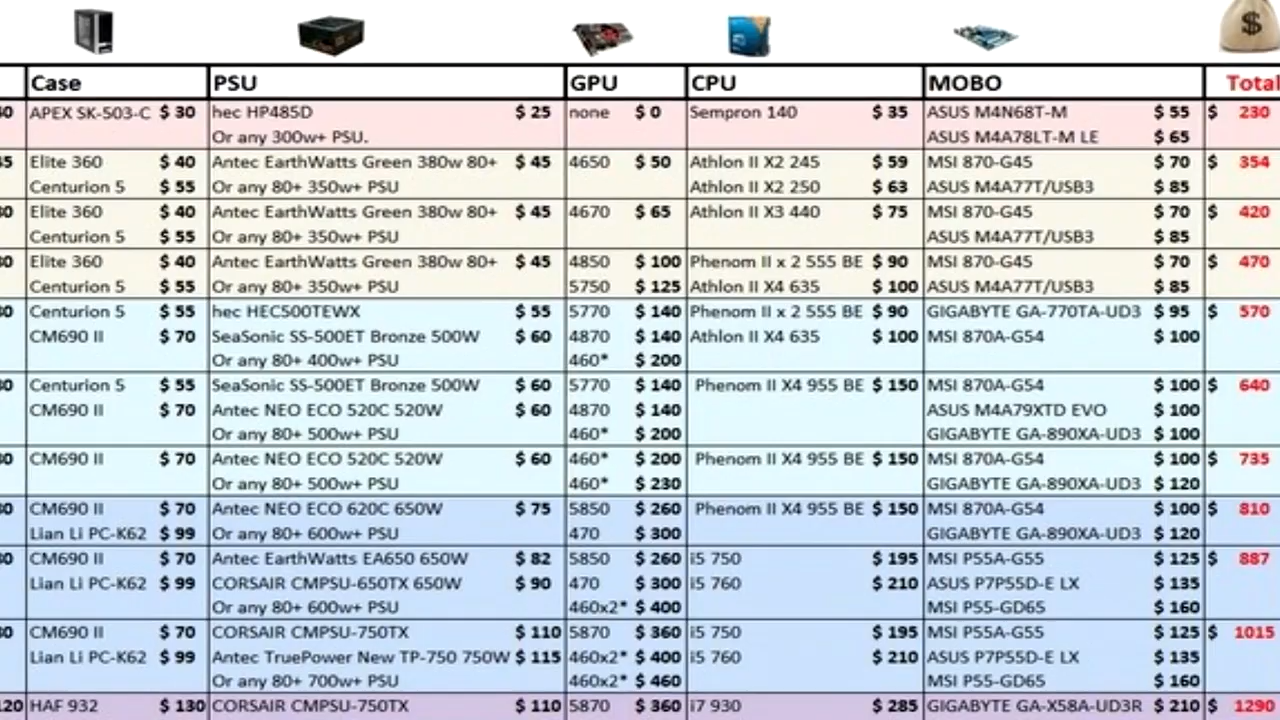 $
Case PSU GPU CPU MOBO Total
0 APEX SK-503-C $ 30 hec HP485D $ 25 none $ 0 Sempron 140 $ 35 ASUS M4N68T-M $ 55 $ 230
Or any 300w+ PSU. ASUS M4A78LT-M LE $ 65
5 Elite 360 $ 40 Antec EarthWatts Green 380w 80+ $ 45 4650 $ 50 Athlon II X2 245 $ 59 MSI 870-G45 $ 70 $ 354
Centurion 5 $ 55 Or any 80+ 350w+ PSU Athlon II X2 250 $ 63 ASUS M4A77T/USB3 $ 85
0 Elite 360 $ 40 Antec EarthWatts Green 380w 80+ $ 45 4670 $ 65 Athlon II X3 440 $ 75 MSI 870-G45 $ 70 $ 420
Centurion 5 $ 55 Or any 80+ 350w+ PSU ASUS M4A77T/USB3 $ 85
0 Elite 360 $ 40 Antec EarthWatts Green 380w 80+ $ 45 4850 $ 100 Phenom II x 2 555 BE $ 90 MSI 870-G45 $ 70 $ 470
Centurion 5 $ 55 Or any 80+ 350w+ PSU 5750 $ 125 Athlon II X4 635 $ 100 ASUS M4A77T/USB3 $ 85
0 Centurion 5 $ 55 hec HEC500TEWX $ 55 5770 $ 140 Phenom II x 2 555 BE $ 90 GIGABYTE GA-770TA-UD3 $ 95 $ 570
CM690 II $ 70 SeaSonic SS-500ET Bronze 500W $ 60 4870 $ 140 Athlon II X4 635 $ 100 MSI 870A-G54 $ 100
Or any 80+ 400w+ PSU 460* $ 200
0 Centurion 5 $ 55 SeaSonic SS-500ET Bronze 500W $ 60 5770 $ 140 Phenom II X4 955 BE $ 150 MSI 870A-G54 $ 100 $ 640
CM690 II $ 70 Antec NEO ECO 520C 520W $ 60 4870 $ 140 ASUS M4A79XTD EVO $ 100
Or any 80+ 500w+ PSU 460* $ 200 GIGABYTE GA-890XA-UD3 $ 100
0 CM690 II $ 70 Antec NEO ECO 520C 520W $ 60 460* $ 200 Phenom II X4 955 BE $ 150 MSI 870A-G54 $ 100 $ 735
Or any 80+ 500w+ PSU 460* $ 230 GIGABYTE GA-890XA-UD3 $ 120
0 CM690 II $ 70 Antec NEO ECO 620C 650W $ 75 5850 $ 260 Phenom II X4 955 BE $ 150 MSI 870A-G54 $ 100 $ 810
Lian Li PC-K62 $ 99 Or any 80+ 600w+ PSU 470 $ 300 GIGABYTE GA-890XA-UD3 $ 120
0 CM690 II $ 70 Antec EarthWatts EA650 650W $ 82 5850 $ 260 i5 750 $ 195 MSI P55A-G55 $ 125 $ 887
Lian Li PC-K62 $ 99 CORSAIR CMPSU-650TX 650W $ 90 470 $ 300 i5 760 $ 210 ASUS P7P55D-E LX $ 135
Or any 80+ 600w+ PSU 460x2* $ 400 MSI P55-GD65 $ 160
0 CM690 II $ 70 CORSAIR CMPSU-750TX $ 110 5870 $ 360 i5 750 $ 195 MSI P55A-G55 $ 125 $ 1015
Lian Li PC-K62 $ 99 Antec TruePower New TP-750 750W $ 115 460x2* $ 400 i5 760 $ 210 ASUS P7P55D-E LX $ 135
Or any 80+ 700w+ PSU 460x2* $ 460 MSI P55-GD65 $ 160
120 HAF 932 $ 130 CORSAIR CMPSU-750TX $ 110 5870 $ 360 i7 930 $ 285 GIGABYTE GA-X58A-UD3R $ 210 $ 1290